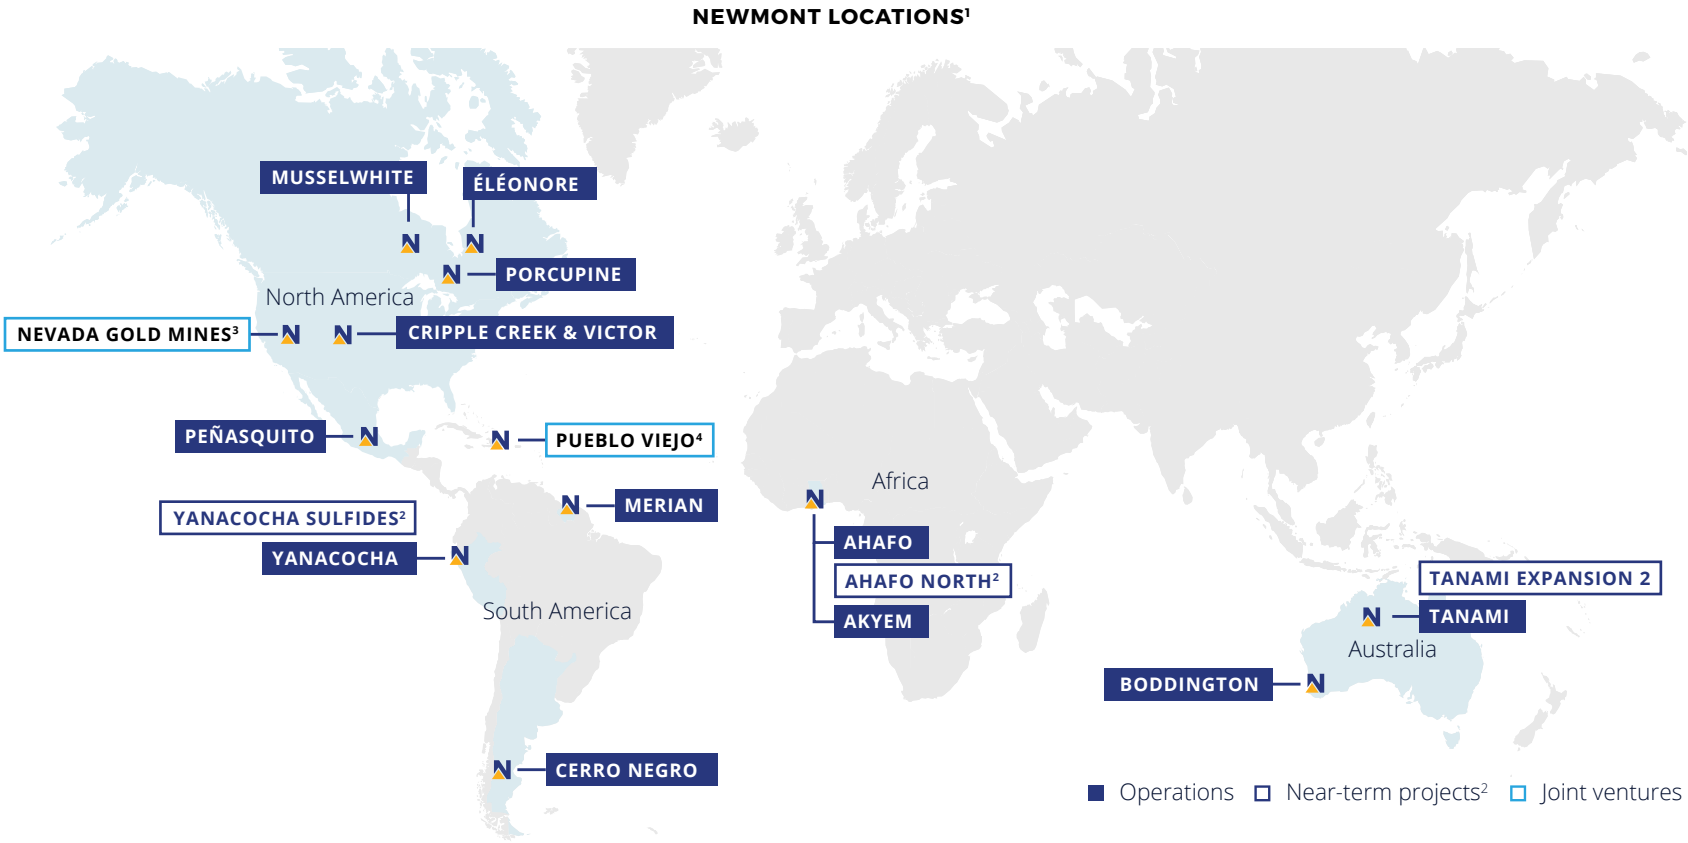 NEWMONT LOCATIONS¹
MUSSELWHITE
ÉLÉONORE
PORCUPINE
North America
NEVADA GOLD MINES³
CRIPPLE CREEK & VICTOR
PEÑASQUITO
PUEBLO VIEJO⁴
Africa
MERIAN
YANACOCHA SULFIDES²
YANACOCHA
AHAFO
AHAFO NORTH²
AKYEM
South America
TANAMI EXPANSION 2
TANAMI
Australia
BODDINGTON
CERRO NEGRO
Operations
Near-term projects²
Joint ventures